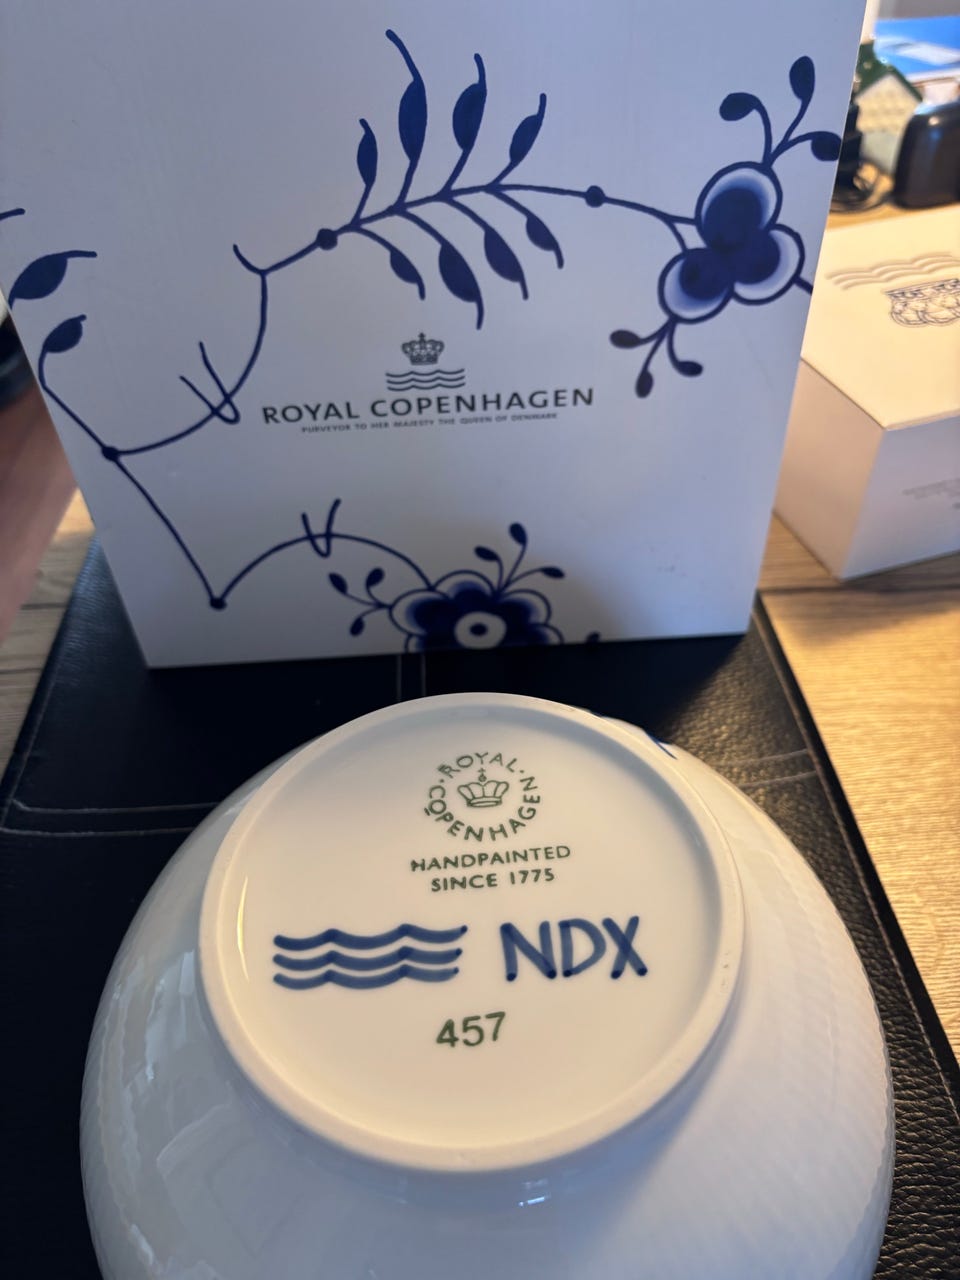 ROYAL COPENHAGEN
PURVEYOR TO HER MAJESTY THE QUEEN OF DENMARK
ROYAL · COPENHAGEN ·
HANDPAINTED
SINCE 1775
NDX
457